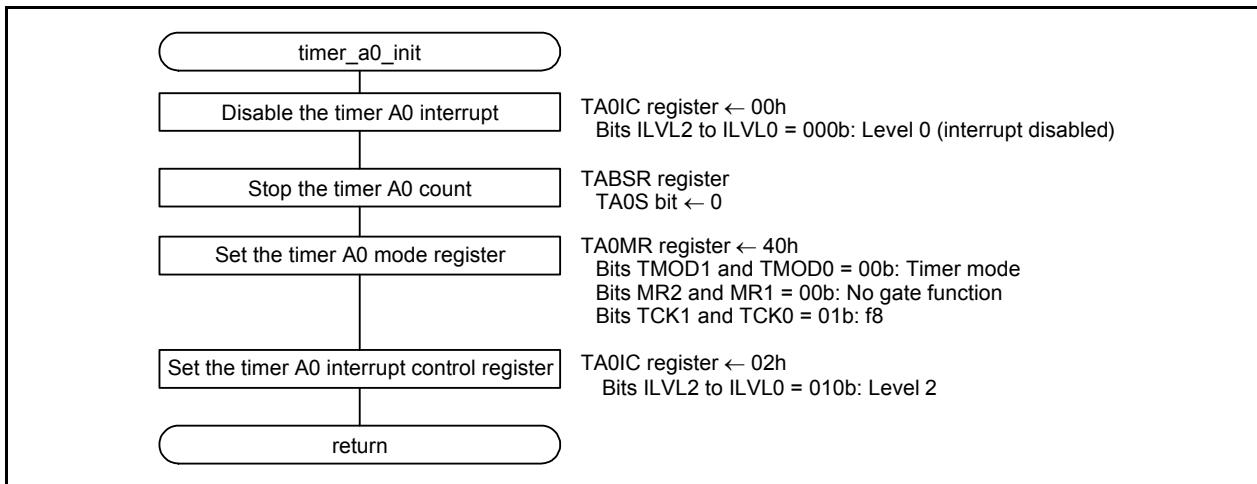 timer_a0_init
Disable the timer A0 interrupt
TA0IC register ← 00h
Bits ILVL2 to ILVL0 = 000b: Level 0 (interrupt disabled)
Stop the timer A0 count
TABSR register
TA0S bit ← 0
Set the timer A0 mode register
TA0MR register ← 40h
Bits TMOD1 and TMOD0 = 00b: Timer mode
Bits MR2 and MR1 = 00b: No gate function
Bits TCK1 and TCK0 = 01b: f8
Set the timer A0 interrupt control register
TA0IC register ← 02h
Bits ILVL2 to ILVL0 = 010b: Level 2
return